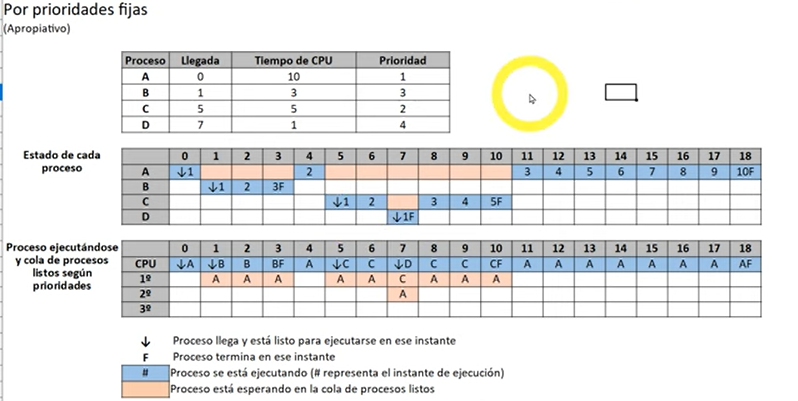 Por prioridades fijas
(Apropiativo)
Proceso Llegada Tiempo de CPU Prioridad
A 0 10 1
B 1 3 3
C 5 5 2
D 7 1 4
Estado de cada proceso
0 1 2 3 4 5 6 7 8 9 10 11 12 13 14 15 16 17 18
A ↓1 2 3 4 5 6 7 8 9 10F
B ↓1 2 3F
C ↓1 2 3 4 5F
D ↓1F
Proceso ejecutándose y cola de procesos listos según prioridades
0 1 2 3 4 5 6 7 8 9 10 11 12 13 14 15 16 17 18
CPU ↓A ↓B B BF A ↓C C ↓D C C CF A A A A A A A AF
1º A A A A A C A A A
2º A
3º
↓ Proceso llega y está listo para ejecutarse en ese instante
F Proceso termina en ese instante
# Proceso se está ejecutando (# representa el instante de ejecución)
Proceso está esperando en la cola de procesos listos